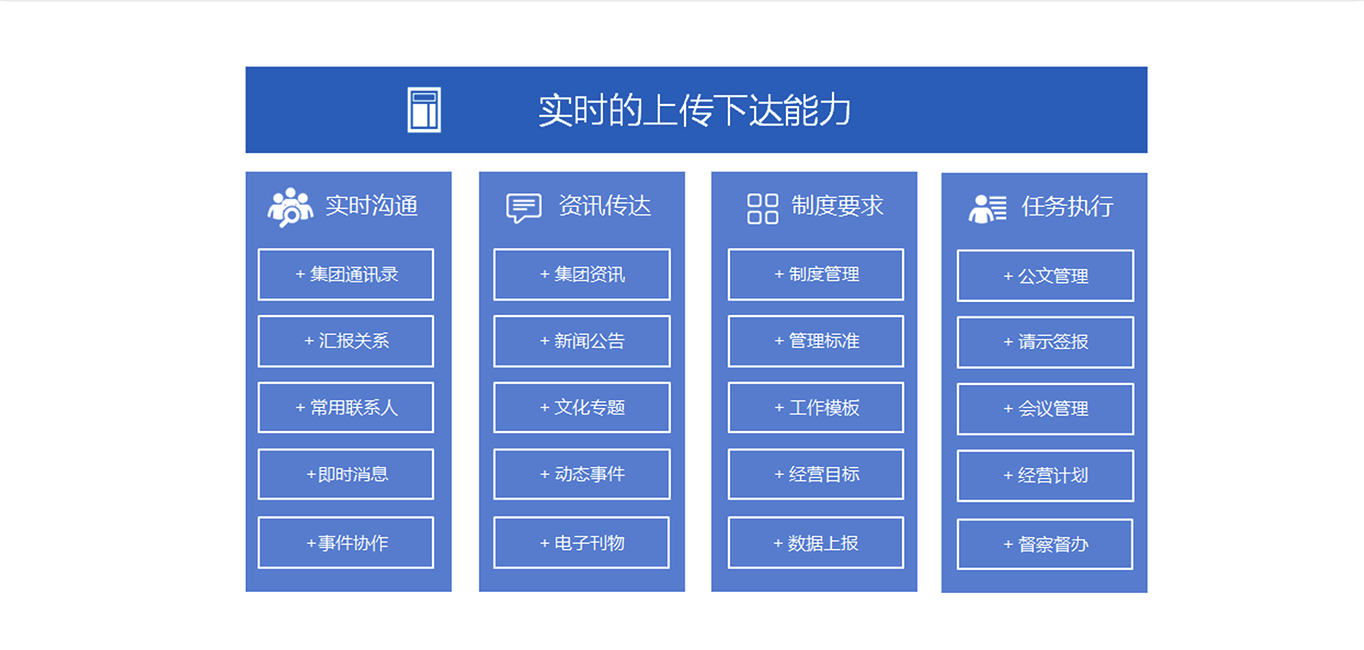 实时的上传下达能力
实时沟通
+ 集团通讯录
+ 汇报关系
+ 常用联系人
+即时消息
+事件协作
资讯传达
+ 集团资讯
+ 新闻公告
+ 文化专题
+ 动态事件
+ 电子刊物
制度要求
+ 制度管理
+ 管理标准
+ 工作模板
+ 经营目标
+ 数据上报
任务执行
+ 公文管理
+ 请示签报
+ 会议管理
+ 经营计划
+ 督察督办